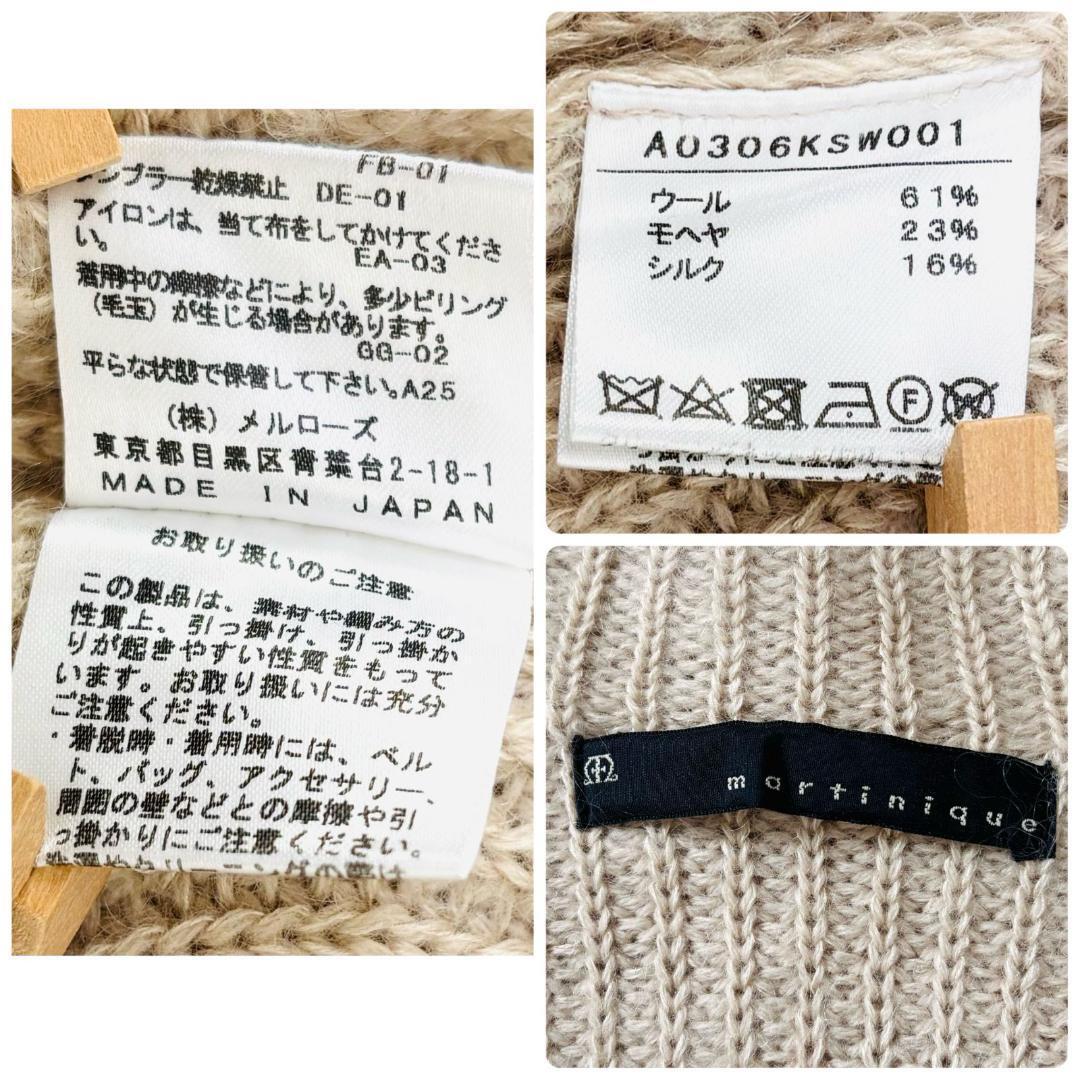 FB-01
タンブラー乾燥禁止 DE-01
アイロンは、当て布をしてかけてくださ
い。
EA-03
着用中の摩擦などにより、多少ピリング
（毛玉）が生じる場合があります。
GG-02
平らな状態で保管して下さい。A25
（株）メルローズ
東京都目黒区青葉台2-18-1
MADE IN JAPAN
お取り扱いのご注意
この製品は、素材や編み方の
性質上、引っ掛け、引っ掛か
りが起きやすい性質をもって
います。お取り扱いには充分
ご注意ください。
・着脱時・着用時には、ベル
ト、バッグ、アクセサリー、
周囲の壁などとの摩擦や引
っ掛かりにご注意ください。
A0306KSW001
ウール 61%
モヘヤ 23%
シルク 16%
F
W
martinique